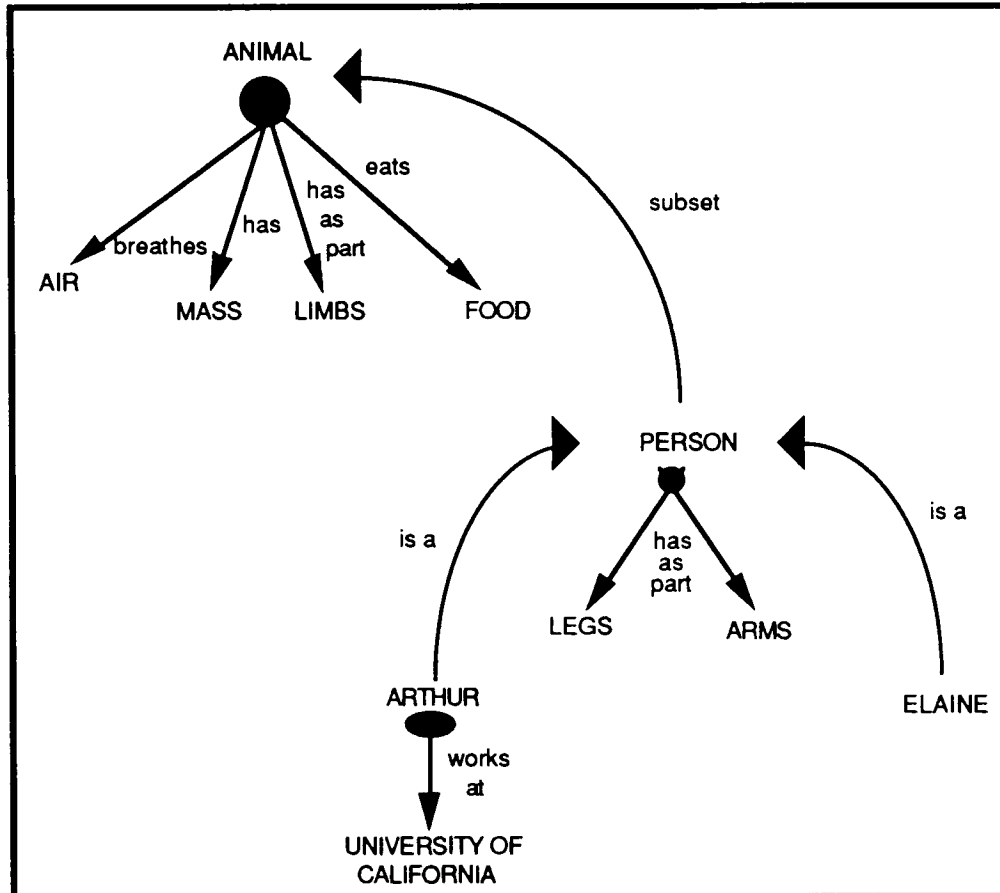 ANIMAL
eats
has
as
part
has
breathes
subset
AIR
MASS
LIMBS
FOOD
PERSON
is a
is a
has
as
part
LEGS
ARMS
ARTHUR
ELAINE
works
at
UNIVERSITY OF
CALIFORNIA